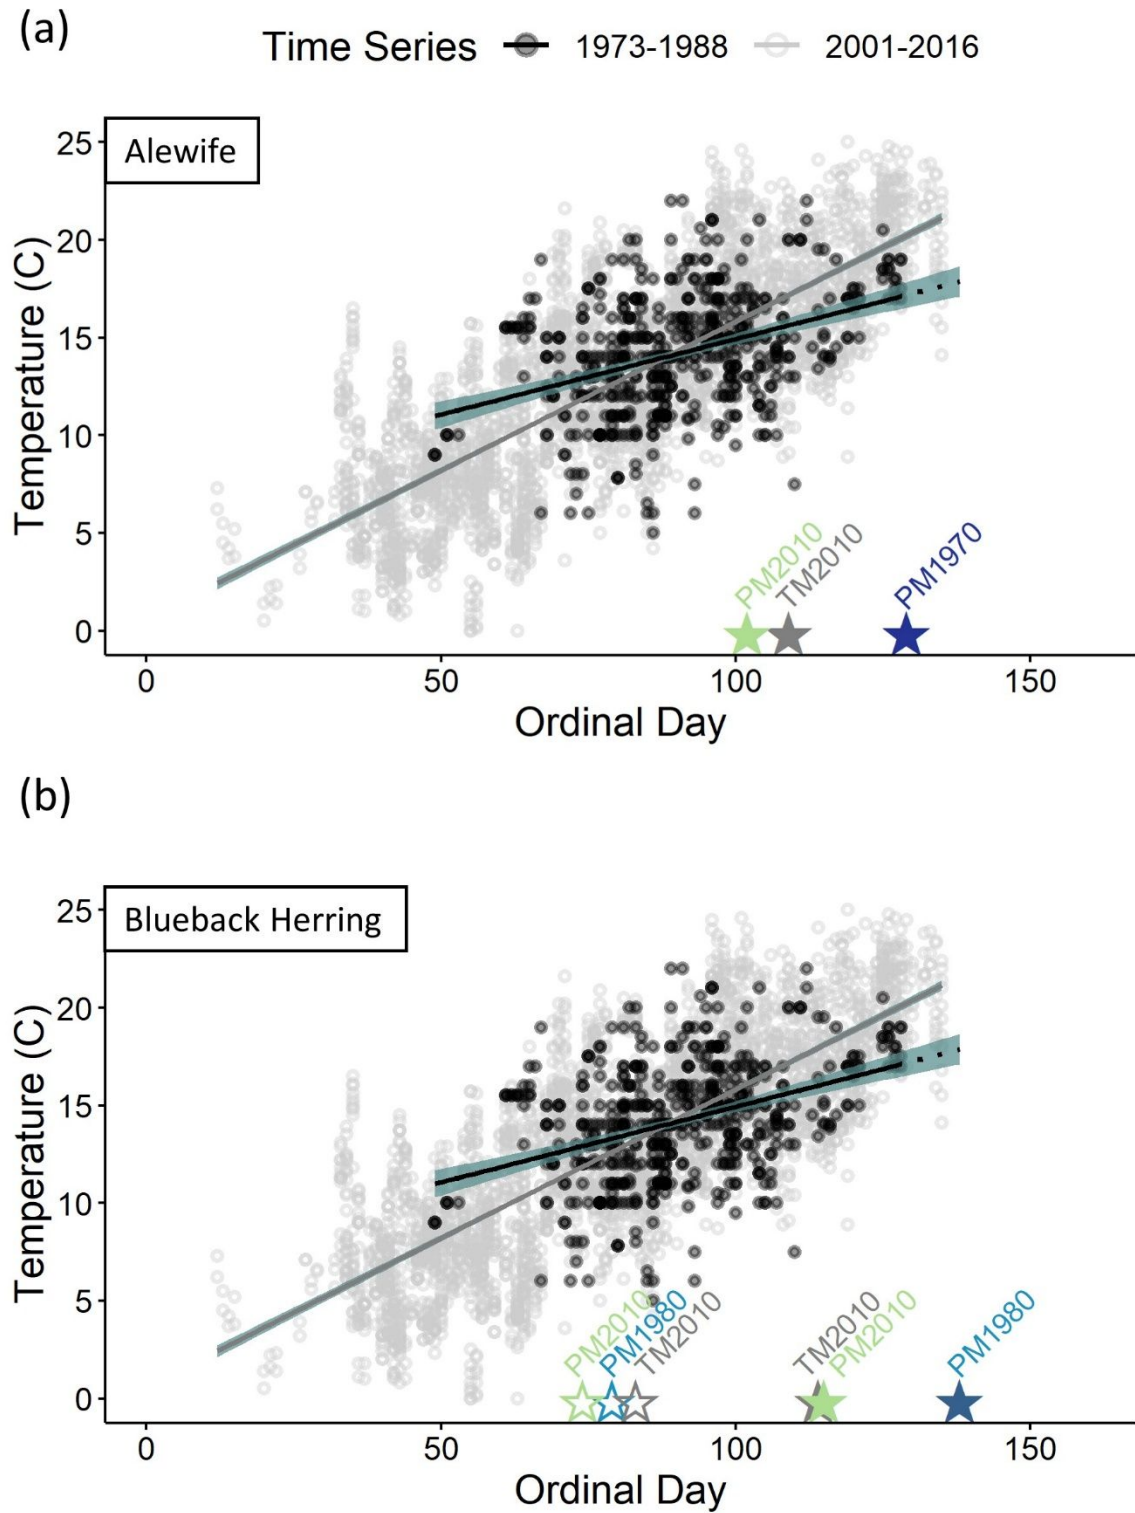 (a)
Time Series 1973-1988 2001-2016
Alewife
25
20
15
10
5
0
Temperature (C)
PM2010
TM2010
PM1970
0 50 100 150
Ordinal Day
(b)
Blueback Herring
25
20
15
10
5
0
Temperature (C)
PM2010
PM1980
TM2010
TM2010
PM2010
PM1980
0 50 100 150
Ordinal Day